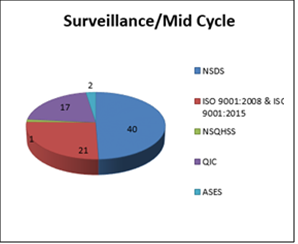 Surveillance/Mid Cycle
2
17
40
1
21
NSDS
ISO 9001:2008 & ISO
9001:2015
NSQHSS
QIC
ASES